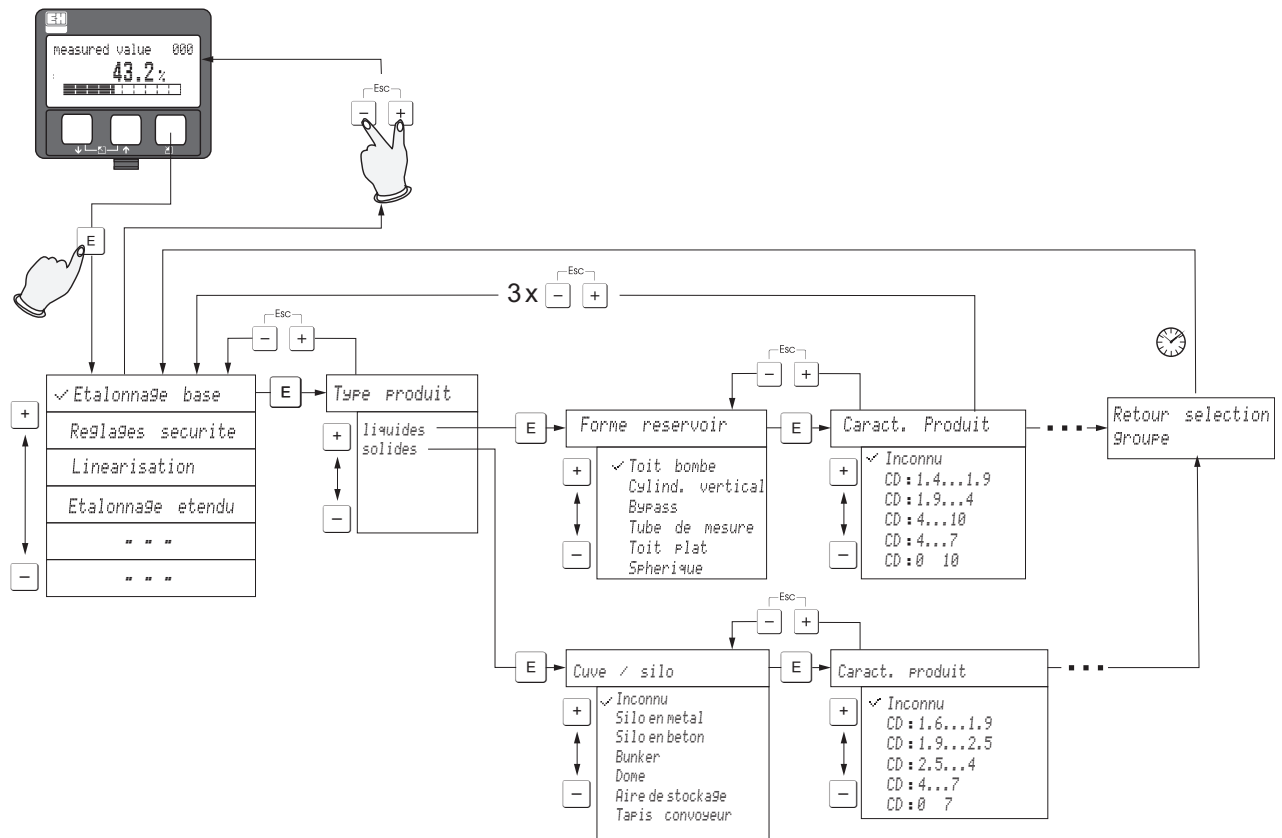 E+H
measured value 000
43.2 %
Esc
− +
E
Esc
3x − +
Esc
− +
Esc
− +
+
−
✓ Etalonnage base
Reglages securite
Linearisation
Etalonnage etendu
" " "
" " "
E
Type produit
+
−
liquides
solides
E
Forme reservoir
+
−
✓ Toit bombe
Cylind. vertical
Bypass
Tube de mesure
Toit plat
Spherique
E
Caract. Produit
+
−
✓ Inconnu
CD:1.4...1.9
CD:1.9...4
CD:4...10
CD:4...7
CD:0 10
Retour selection
groupe
Esc
− +
E
Cuve / silo
+
−
✓ Inconnu
Silo en metal
Silo en beton
Bunker
Dome
Aire de stockage
Tapis convoyeur
E
Caract. produit
+
−
✓ Inconnu
CD:1.6...1.9
CD:1.9...2.5
CD:2.5...4
CD:4...7
CD:0 7